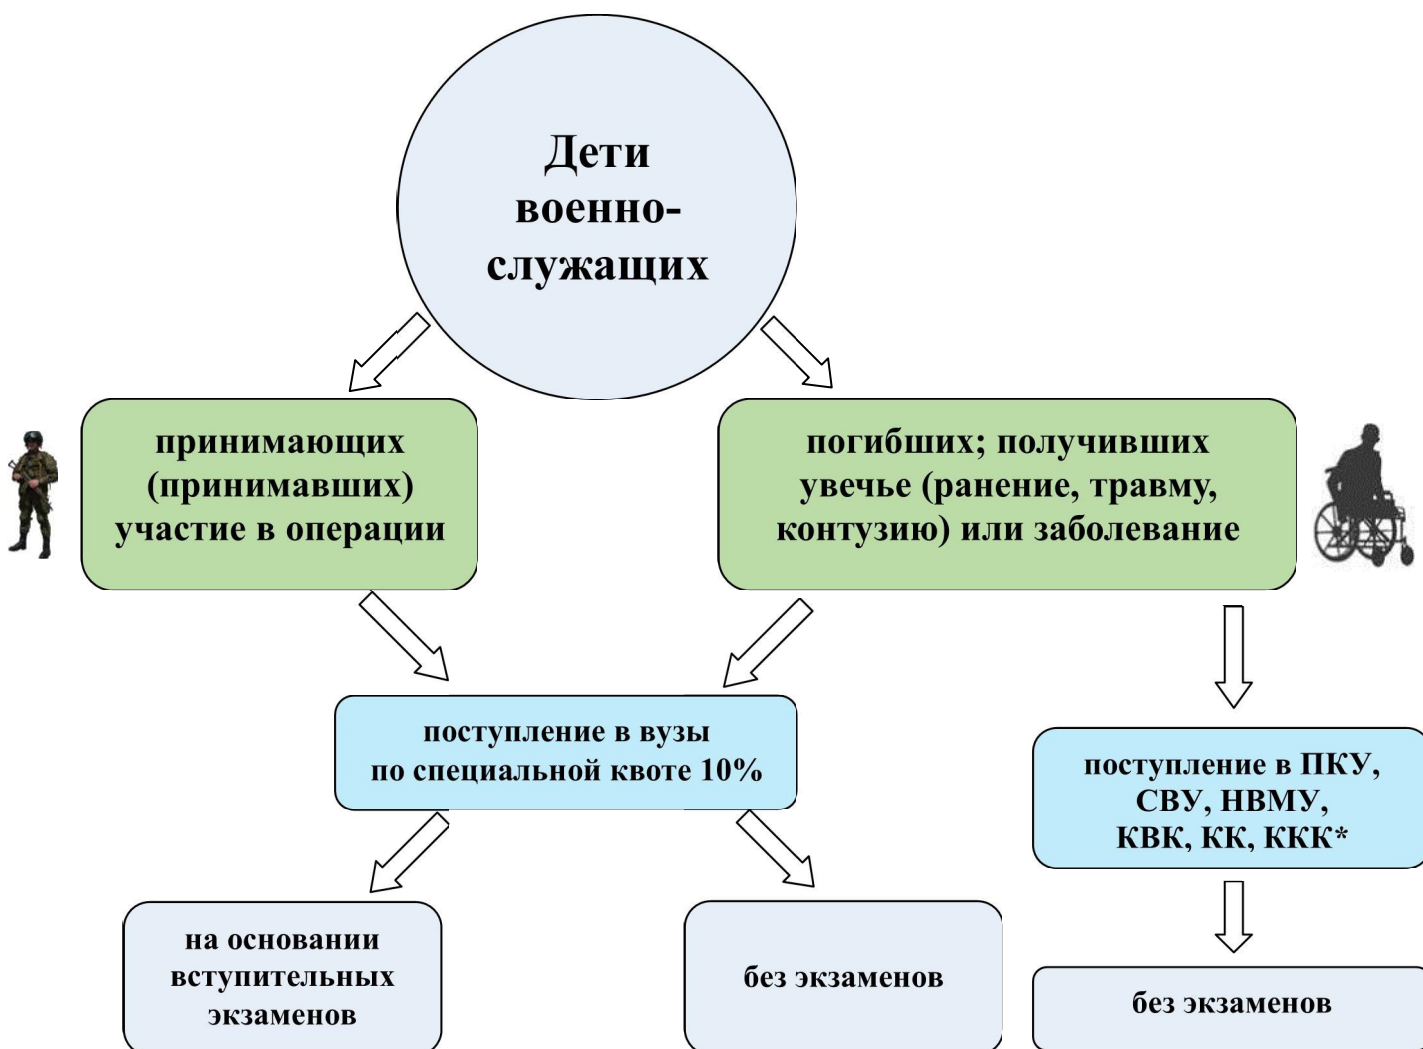 Дети
военно-
служащих
принимающих
(принимавших)
участие в операции
погибших; получивших
увечье (ранение, травму,
контузию) или заболевание
поступление в вузы
по специальной квоте 10%
поступление в ПКУ,
СВУ, НВМУ,
КВК, КК, ККК*
на основании
вступительных
экзаменов
без экзаменов
без экзаменов